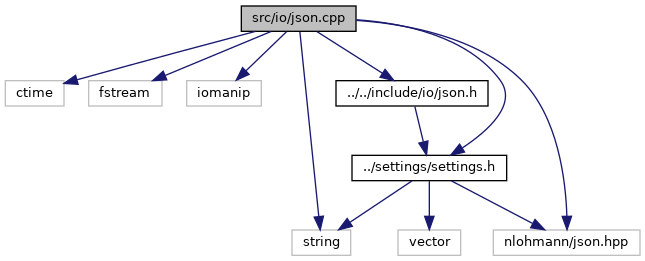 src/io/json.cpp
ctime
fstream
iomanip
../../include/io/json.h
../settings/settings.h
string
vector
nlohmann/json.hpp